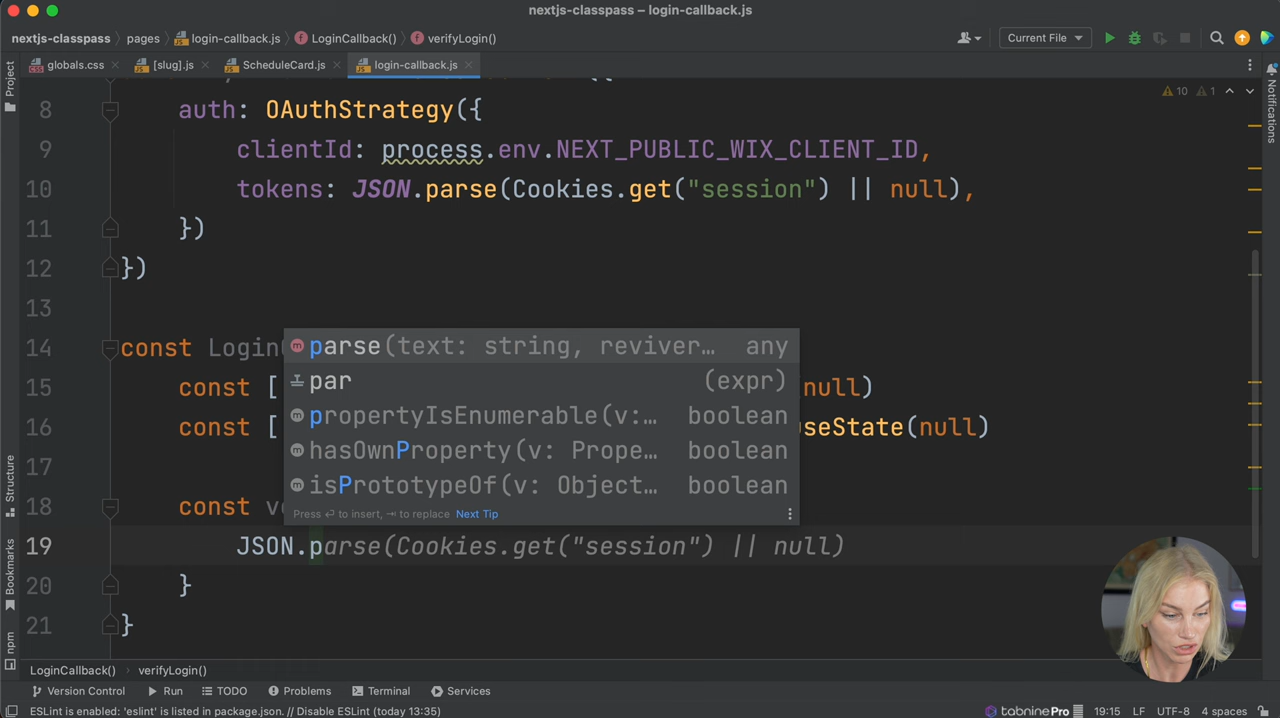 nextjs-classpass – login-callback.js
nextjs-classpass
pages
login-callback.js
LoginCallback()
verifyLogin()
Current File
globals.css
[slug].js
ScheduleCard.js
login-callback.js
Project
Notifications
10
1
8
auth: OAuthStrategy({
9
clientId: process.env.NEXT_PUBLIC_WIX_CLIENT_ID,
10
tokens: JSON.parse(Cookies.get("session") || null),
11
})
12
})
13
14
const Login
parse(text: string, reviver… any
15
const [
null)
par (expr)
16
const [
seState(null)
propertyIsEnumerable(v:… boolean
hasOwnProperty(v: Prope… boolean
17
isPrototypeOf(v: Object… boolean
18
const ve
Press ⏎ to insert, ⇥ to replace Next Tip
19
JSON.parse(Cookies.get("session") || null)
20
}
21
}
Structure
Bookmarks
npm
LoginCallback() › verifyLogin()
Version Control
Run
TODO
Problems
Terminal
Services
ESLint is enabled: 'eslint' is listed in package.json. // Disable ESLint (today 13:35)
tabnine Pro
19:15
LF
UTF-8
4 spaces